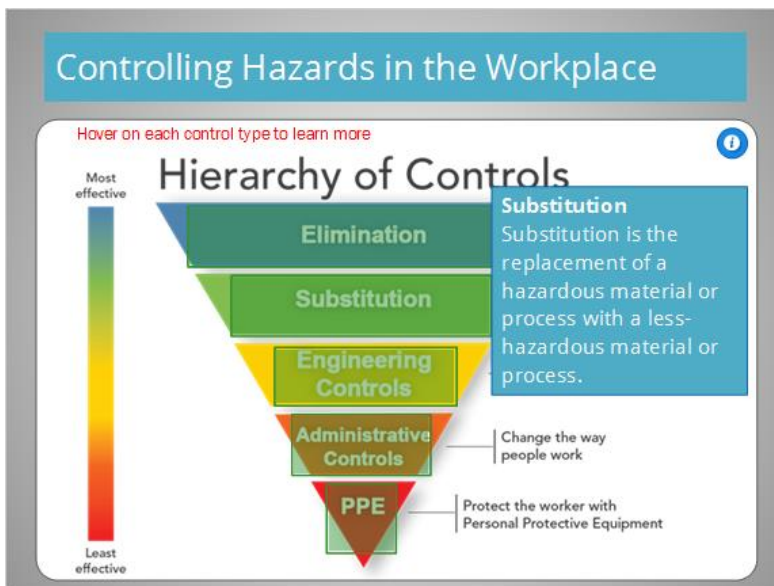 Controlling Hazards in the Workplace
Hover on each control type to learn more
i
Hierarchy of Controls
Most
effective
Elimination
Substitution
Engineering
Controls
Administrative
Controls
PPE
Substitution
Substitution is the
replacement of a
hazardous material or
process with a less-
hazardous material or
process.
Change the way
people work
Protect the worker with
Personal Protective Equipment
Least
effective